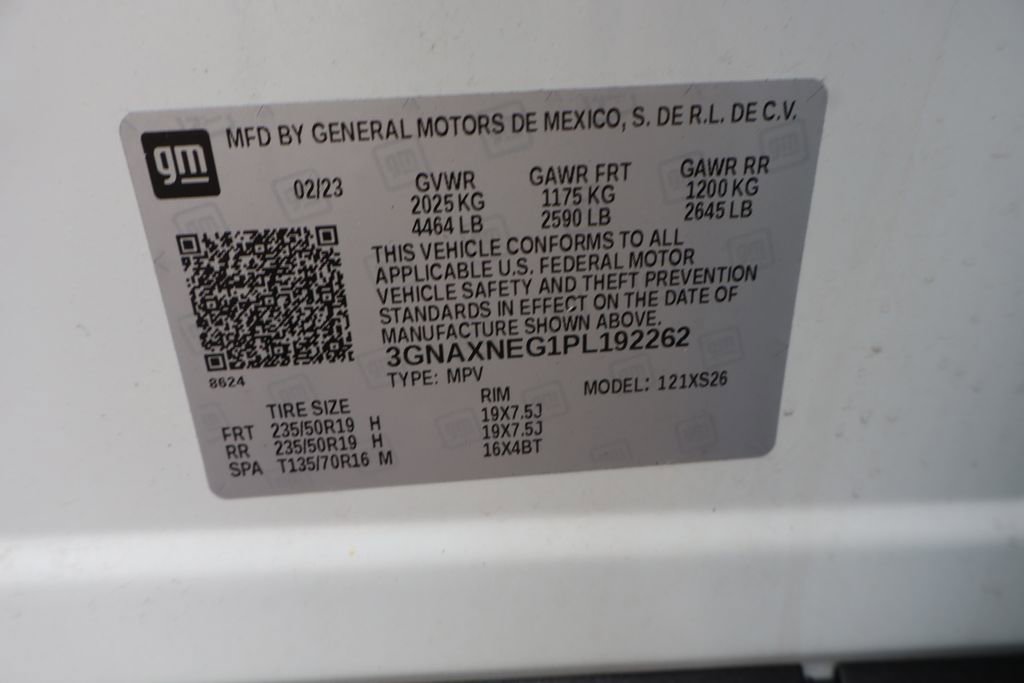 MFD BY GENERAL MOTORS DE MEXICO, S. DE R.L. DE C.V.
gm
02/23
GVWR GAWR FRT GAWR RR
2025 KG 1175 KG 1200 KG
4464 LB 2590 LB 2645 LB
THIS VEHICLE CONFORMS TO ALL
APPLICABLE U.S. FEDERAL MOTOR
VEHICLE SAFETY AND THEFT PREVENTION
STANDARDS IN EFFECT ON THE DATE OF
MANUFACTURE SHOWN ABOVE.
3GNAXNEG1PL192262
8624
TYPE: MPV MODEL: 121XS26
TIRE SIZE RIM
FRT 235/50R19 H 19X7.5J
RR 235/50R19 H 19X7.5J
SPA T135/70R16 M 16X4BT